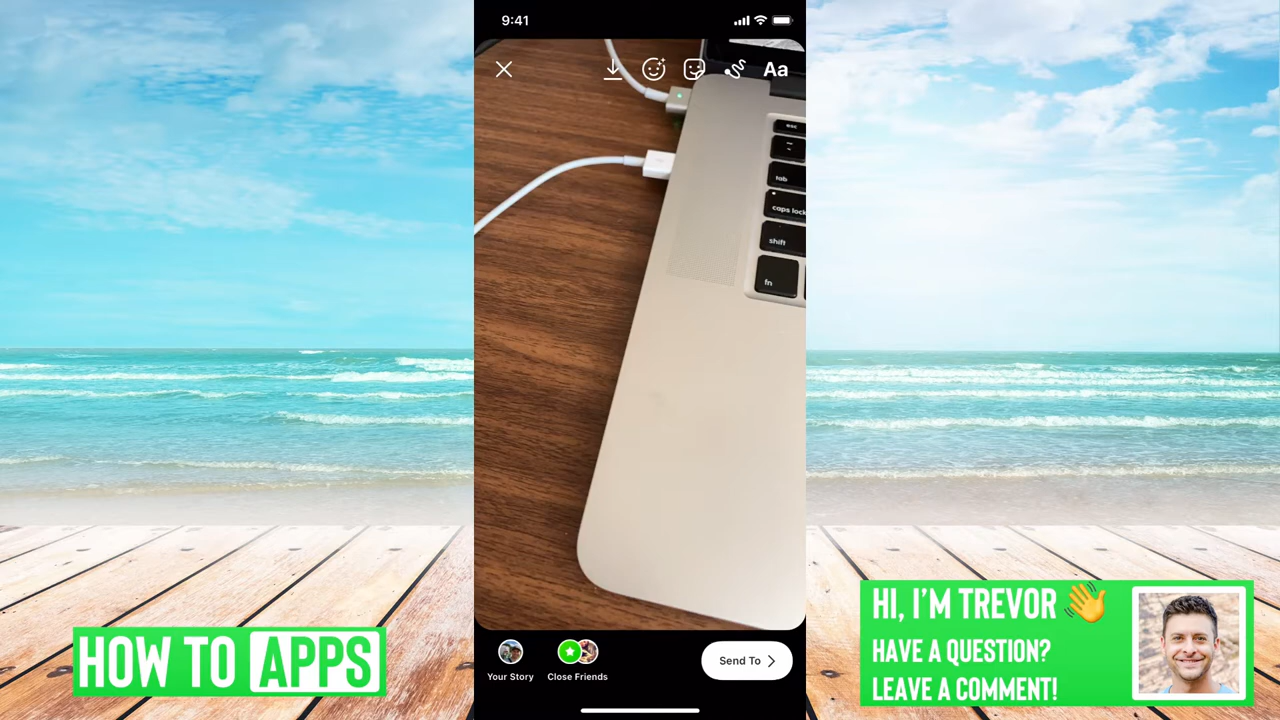 9:41
Aa
esc
~
tab
caps lock
shift
fn
Your Story
Close Friends
Send To
HOW TO APPS
HI, I'M TREVOR 👋
HAVE A QUESTION?
LEAVE A COMMENT!